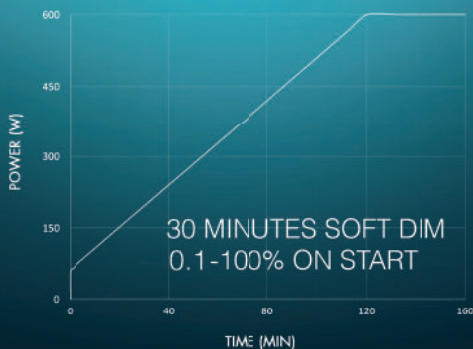 600
450
300
150
0
POWER (W)
30 MINUTES SOFT DIM
0.1-100% ON START
0 40 80 120 160
TIME (MIN)